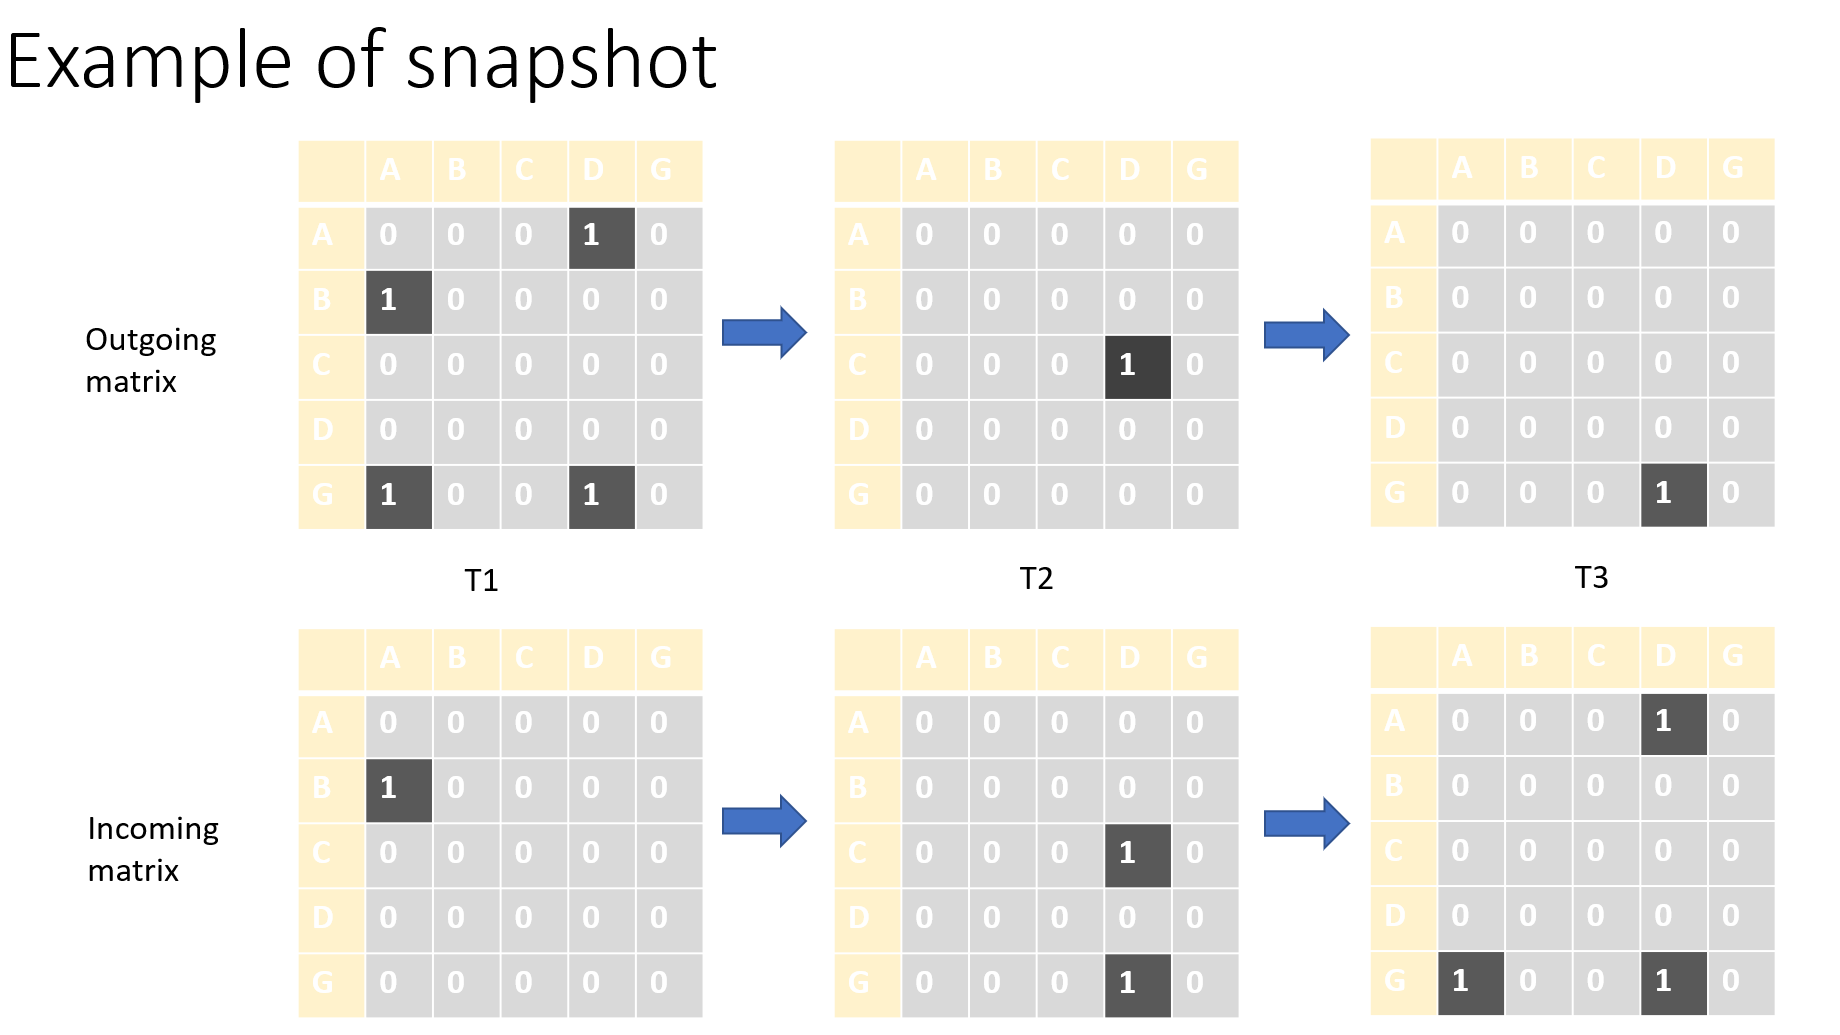 Example of snapshot
A B C D G
A 0 0 0 1 0
B 1 0 0 0 0
C 0 0 0 0 0
D 0 0 0 0 0
G 1 0 0 1 0
A B C D G
A 0 0 0 0 0
B 0 0 0 0 0
C 0 0 0 1 0
D 0 0 0 0 0
G 0 0 0 0 0
A B C D G
A 0 0 0 0 0
B 0 0 0 0 0
C 0 0 0 0 0
D 0 0 0 0 0
G 0 0 0 1 0
Outgoing
matrix
T1
T2
T3
A B C D G
A 0 0 0 0 0
B 1 0 0 0 0
C 0 0 0 0 0
D 0 0 0 0 0
G 0 0 0 0 0
A B C D G
A 0 0 0 0 0
B 0 0 0 0 0
C 0 0 0 1 0
D 0 0 0 0 0
G 0 0 0 1 0
A B C D G
A 0 0 0 1 0
B 0 0 0 0 0
C 0 0 0 0 0
D 0 0 0 0 0
G 1 0 0 1 0
Incoming
matrix